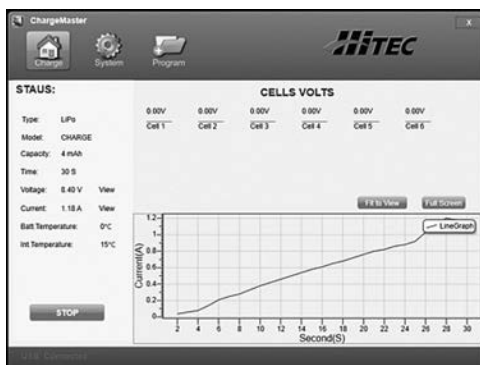 ChargeMaster
X
Charge System Program
HiTEC
STAUS:
Type: LiPo
Model: CHARGE
Capacity: 4 mAh
Time: 30 S
Voltage: 8.40 V View
Current: 1.18 A View
Batt Temperature: 0°C
Int Temperature: 15°C
STOP
CELLS VOLTS
0.00V 0.00V 0.00V 0.00V 0.00V 0.00V
Cell 1 Cell 2 Cell 3 Cell 4 Cell 5 Cell 6
Fit to View Full Screen
LineGraph
Current(A)
1.2
1
0.8
0.6
0.4
0.2
2 4 6 8 10 12 14 16 18 20 22 24 26 28 30
Second(S)
USB Connected